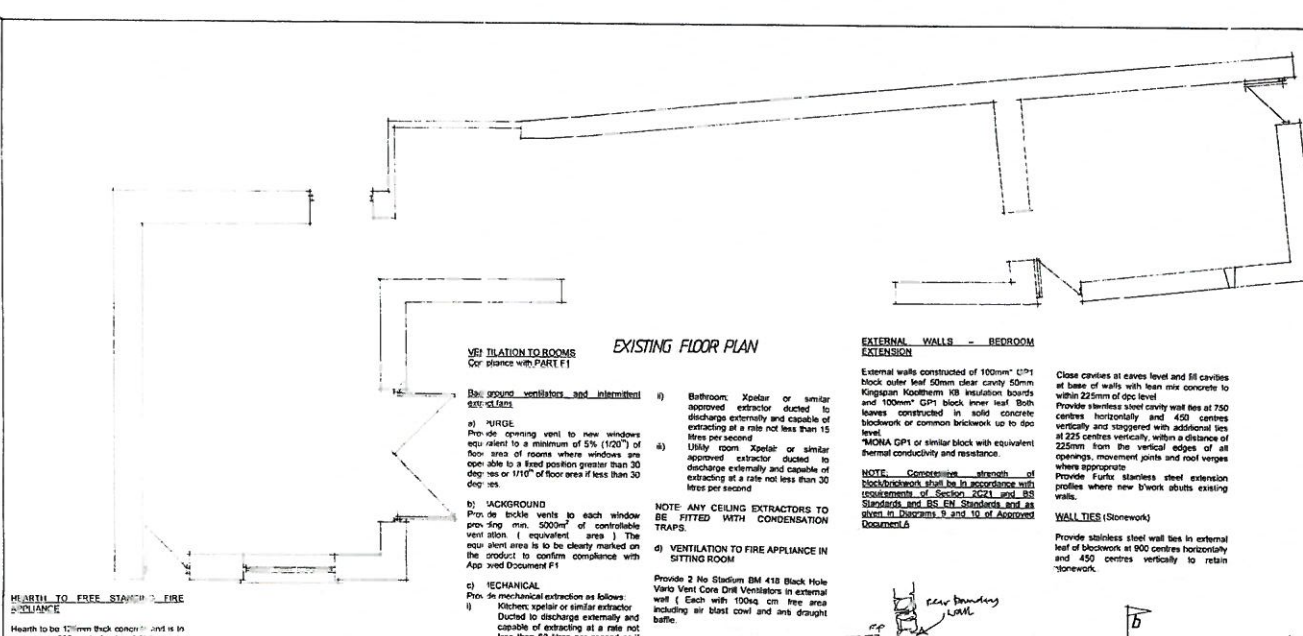 EXISTING FLOOR PLAN
HEARTH TO FREE STANDING FIRE
APPLIANCE
Hearth to be 125mm thick concrete and is in
VENTILATION TO ROOMS
Compliance with PART F1
Background ventilators and intermittent
extract fans
a) PURGE
Provide opening vent to new windows
equivalent to a minimum of 5% (1/20th) of
floor area of rooms where windows are
openable to a fixed position greater than 30
degrees or 1/10th of floor area if less than 30
degrees.
b) BACKGROUND
Provide tickle vents to each window
providing min. 5000m² of controllable
ventilation. ( equivalent area ) The
equivalent area is to be clearly marked on
the product to confirm compliance with
Approved Document F1
c) MECHANICAL
Provide mechanical extraction as follows:
i) Kitchen; xpelair or similar extractor
Ducted to discharge externally and
capable of extracting at a rate not
ii) Bathroom; Xpelair or similar
approved extractor ducted to
discharge externally and capable of
extracting at a rate not less than 15
litres per second
iii) Utility room Xpelair or similar
approved extractor ducted to
discharge externally and capable of
extracting at a rate not less than 30
litres per second
NOTE: ANY CEILING EXTRACTORS TO
BE FITTED WITH CONDENSATION
TRAPS.
d) VENTILATION TO FIRE APPLIANCE IN
SITTING ROOM
Provide 2 No Stadium BM 418 Black Hole
Vario Vent Core Drill Ventilators in external
wall ( Each with 100sq cm free area
including air blast cowl and anti draught
baffle.
EXTERNAL WALLS – BEDROOM
EXTENSION
External walls constructed of 100mm* GP1
block outer leaf 50mm clear cavity 50mm
Kingspan Kooltherm K8 insulation boards
and 100mm* GP1 block inner leaf Both
leaves constructed in solid concrete
blockwork or common brickwork up to dpc
level.
*MONA GP1 or similar block with equivalent
thermal conductivity and resistance.
NOTE: Compressive strength of
block/brickwork shall be in accordance with
requirements of Section 2C21 and BS
Standards and BS EN Standards and as
given in Diagrams 9 and 10 of Approved
Document A
rear boundary
wall
Close cavities at eaves level and fill cavities
at base of walls with lean mix concrete to
within 225mm of dpc level
Provide stainless steel cavity wall ties at 750
centres horizontally and 450 centres
vertically and staggered with additional ties
at 225 centres vertically, within a distance of
225mm from the vertical edges of all
openings, movement joints and roof verges
where appropriate
Provide Furfix stainless steel extension
profiles where new b'work abutts existing
walls.
WALL TIES (Stonework)
Provide stainless steel wall ties in external
leaf of blockwork at 900 centres horizontally
and 450 centres vertically to retain
stonework.
b